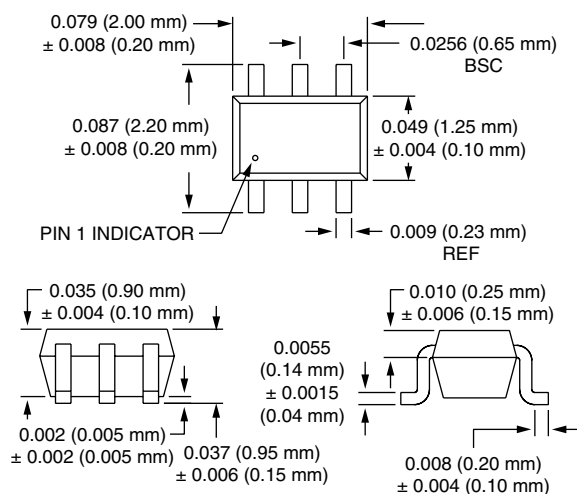 0.079 (2.00 mm)
± 0.008 (0.20 mm)
0.0256 (0.65 mm)
BSC
0.087 (2.20 mm)
± 0.008 (0.20 mm)
0.049 (1.25 mm)
± 0.004 (0.10 mm)
PIN 1 INDICATOR
0.009 (0.23 mm)
REF
0.035 (0.90 mm)
± 0.004 (0.10 mm)
0.010 (0.25 mm)
± 0.006 (0.15 mm)
0.0055
(0.14 mm)
± 0.0015
(0.04 mm)
0.002 (0.005 mm)
± 0.002 (0.005 mm)
0.037 (0.95 mm)
± 0.006 (0.15 mm)
0.008 (0.20 mm)
± 0.004 (0.10 mm)